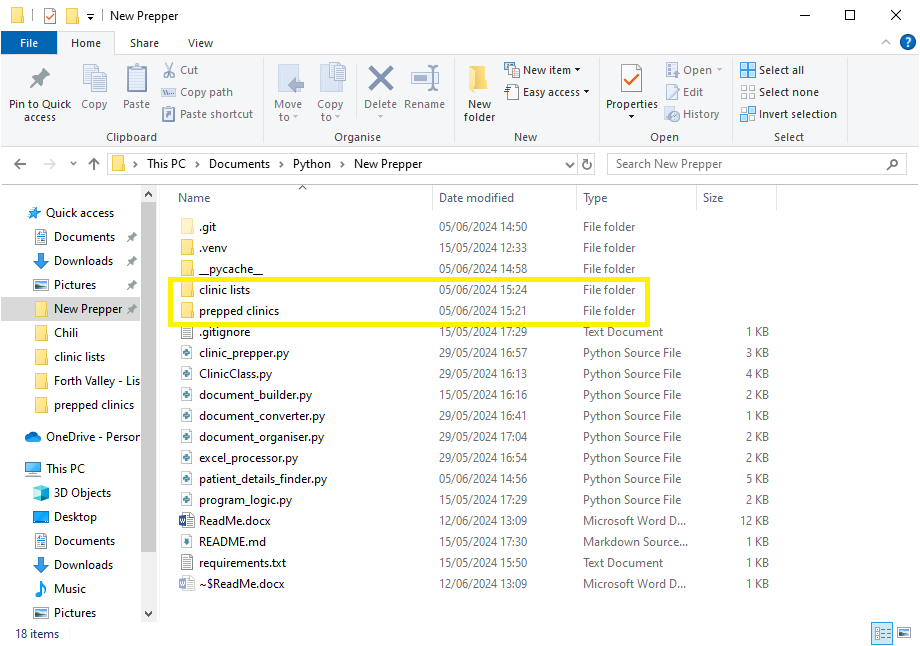 New Prepper
File Home Share View
Pin to Quick access
Copy
Paste
Cut
Copy path
Paste shortcut
Clipboard
Move to
Copy to
Delete
Rename
Organise
New folder
New item
Easy access
New
Properties
Open
Edit
History
Open
Select all
Select none
Invert selection
Select
This PC > Documents > Python > New Prepper
Search New Prepper
Quick access
Documents
Downloads
Pictures
New Prepper
Chili
clinic lists
Forth Valley - Lis
prepped clinics
OneDrive - Person
This PC
3D Objects
Desktop
Documents
Downloads
Music
Pictures
Name Date modified Type Size
.git 05/06/2024 14:50 File folder
.venv 15/05/2024 12:33 File folder
__pycache__ 05/06/2024 14:58 File folder
clinic lists 05/06/2024 15:24 File folder
prepped clinics 05/06/2024 15:21 File folder
.gitignore 15/05/2024 17:29 Text Document 1 KB
clinic_prepper.py 29/05/2024 16:57 Python Source File 3 KB
ClinicClass.py 29/05/2024 16:13 Python Source File 4 KB
document_builder.py 15/05/2024 16:16 Python Source File 2 KB
document_converter.py 29/05/2024 16:41 Python Source File 1 KB
document_organiser.py 29/05/2024 17:04 Python Source File 2 KB
excel_processor.py 29/05/2024 16:54 Python Source File 2 KB
patient_details_finder.py 05/06/2024 14:56 Python Source File 5 KB
program_logic.py 15/05/2024 17:29 Python Source File 2 KB
ReadMe.docx 12/06/2024 13:09 Microsoft Word D... 12 KB
README.md 15/05/2024 17:30 Markdown Source... 1 KB
requirements.txt 15/05/2024 15:50 Text Document 1 KB
~$ReadMe.docx 12/06/2024 13:09 Microsoft Word D... 1 KB
18 items